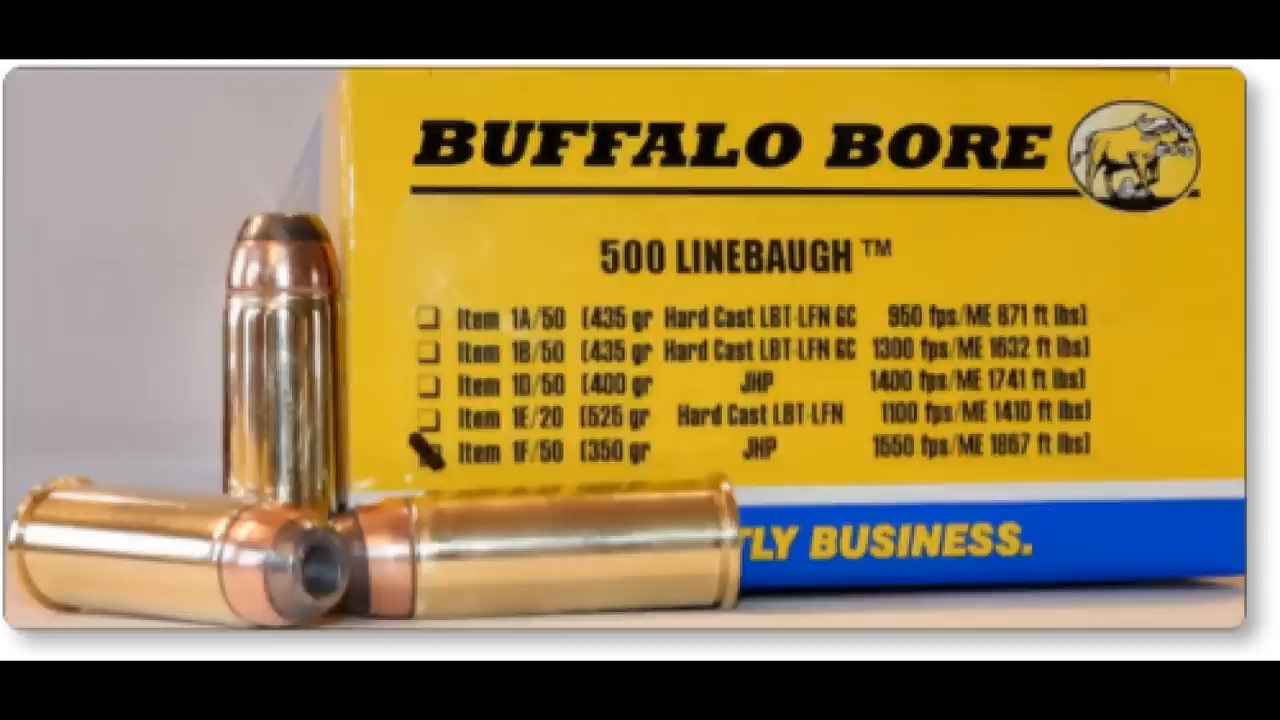 BUFFALO BORE
500 LINEBAUGH ™
Item 1A/50 (435 gr Hard Cast LBT-LFN GC 950 fps/ME 871 ft lbs)
Item 1B/50 (435 gr Hard Cast LBT-LFN GC 1300 fps/ME 1632 ft lbs)
Item 1D/50 (400 gr JHP 1400 fps/ME 1741 ft lbs)
Item 1E/20 (525 gr Hard Cast LBT-LFN 1100 fps/ME 1410 ft lbs)
Item 1F/50 (350 gr JHP 1550 fps/ME 1867 ft lbs)
TLY BUSINESS.